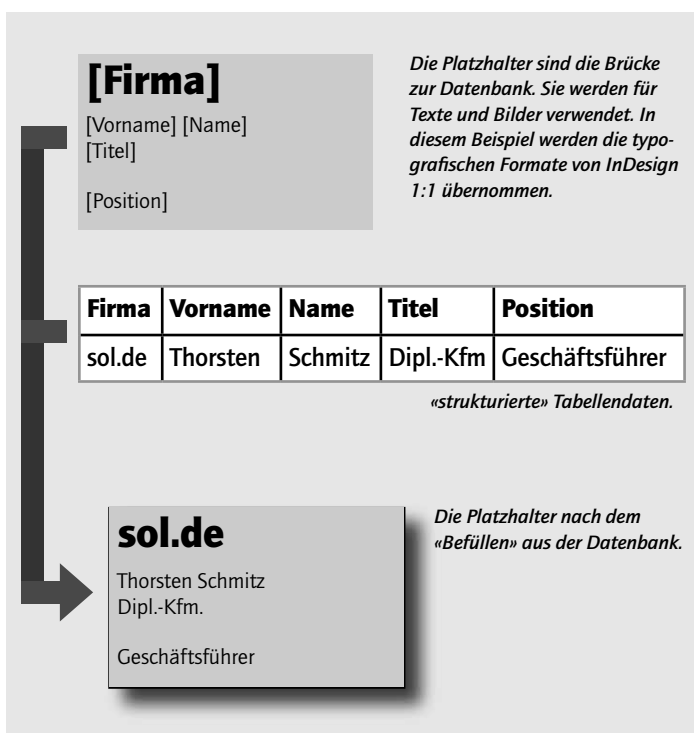 [Firma]
[Vorname] [Name]
[Titel]
[Position]
Die Platzhalter sind die Brücke
zur Datenbank. Sie werden für
Texte und Bilder verwendet. In
diesem Beispiel werden die typo-
grafischen Formate von InDesign
1:1 übernommen.
Firma Vorname Name Titel Position
sol.de Thorsten Schmitz Dipl.-Kfm Geschäftsführer
«strukturierte» Tabellendaten.
sol.de
Thorsten Schmitz
Dipl.-Kfm.
Geschäftsführer
Die Platzhalter nach dem
«Befüllen» aus der Datenbank.